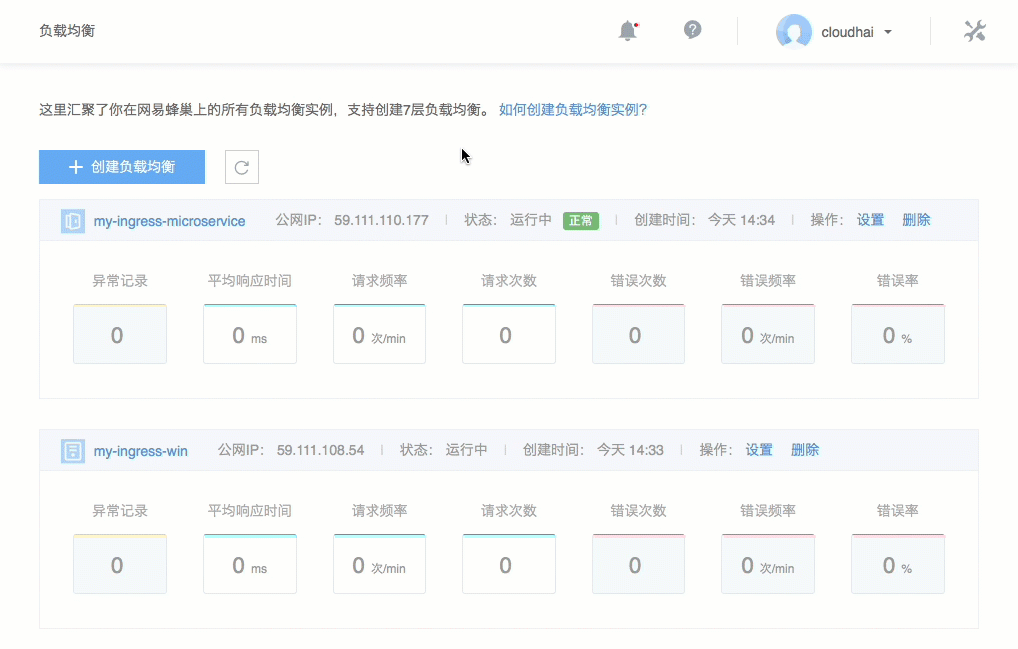 负载均衡 cloudhai
这里汇聚了你在网易蜂巢上的所有负载均衡实例，支持创建7层负载均衡。 如何创建负载均衡实例?
创建负载均衡
my-ingress-microservice 公网IP： 59.111.110.177 状态： 运行中 正常 创建时间： 今天 14:34 操作： 设置 删除
异常记录 平均响应时间 请求频率 请求次数 错误次数 错误频率 错误率
0 0 ms 0 次/min 0 0 0 次/min 0 %
my-ingress-win 公网IP： 59.111.108.54 状态： 运行中 创建时间： 今天 14:33 操作： 设置 删除
异常记录 平均响应时间 请求频率 请求次数 错误次数 错误频率 错误率
0 0 ms 0 次/min 0 0 0 次/min 0 %